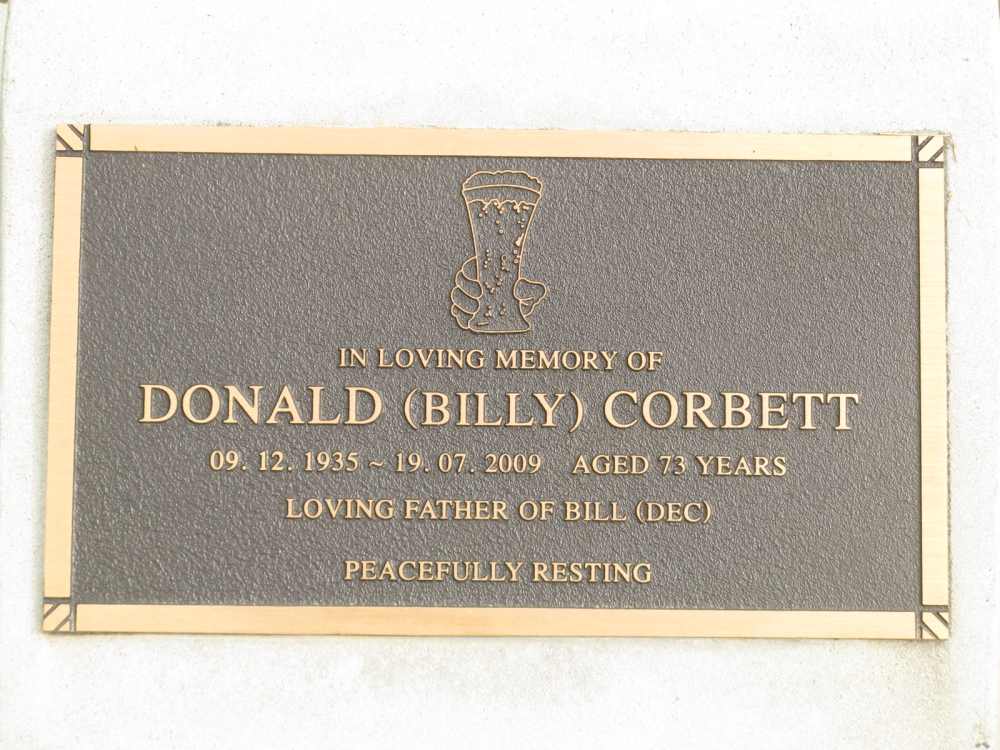 IN LOVING MEMORY OF
DONALD (BILLY) CORBETT
09. 12. 1935 ~ 19. 07. 2009 AGED 73 YEARS
LOVING FATHER OF BILL (DEC)
PEACEFULLY RESTING